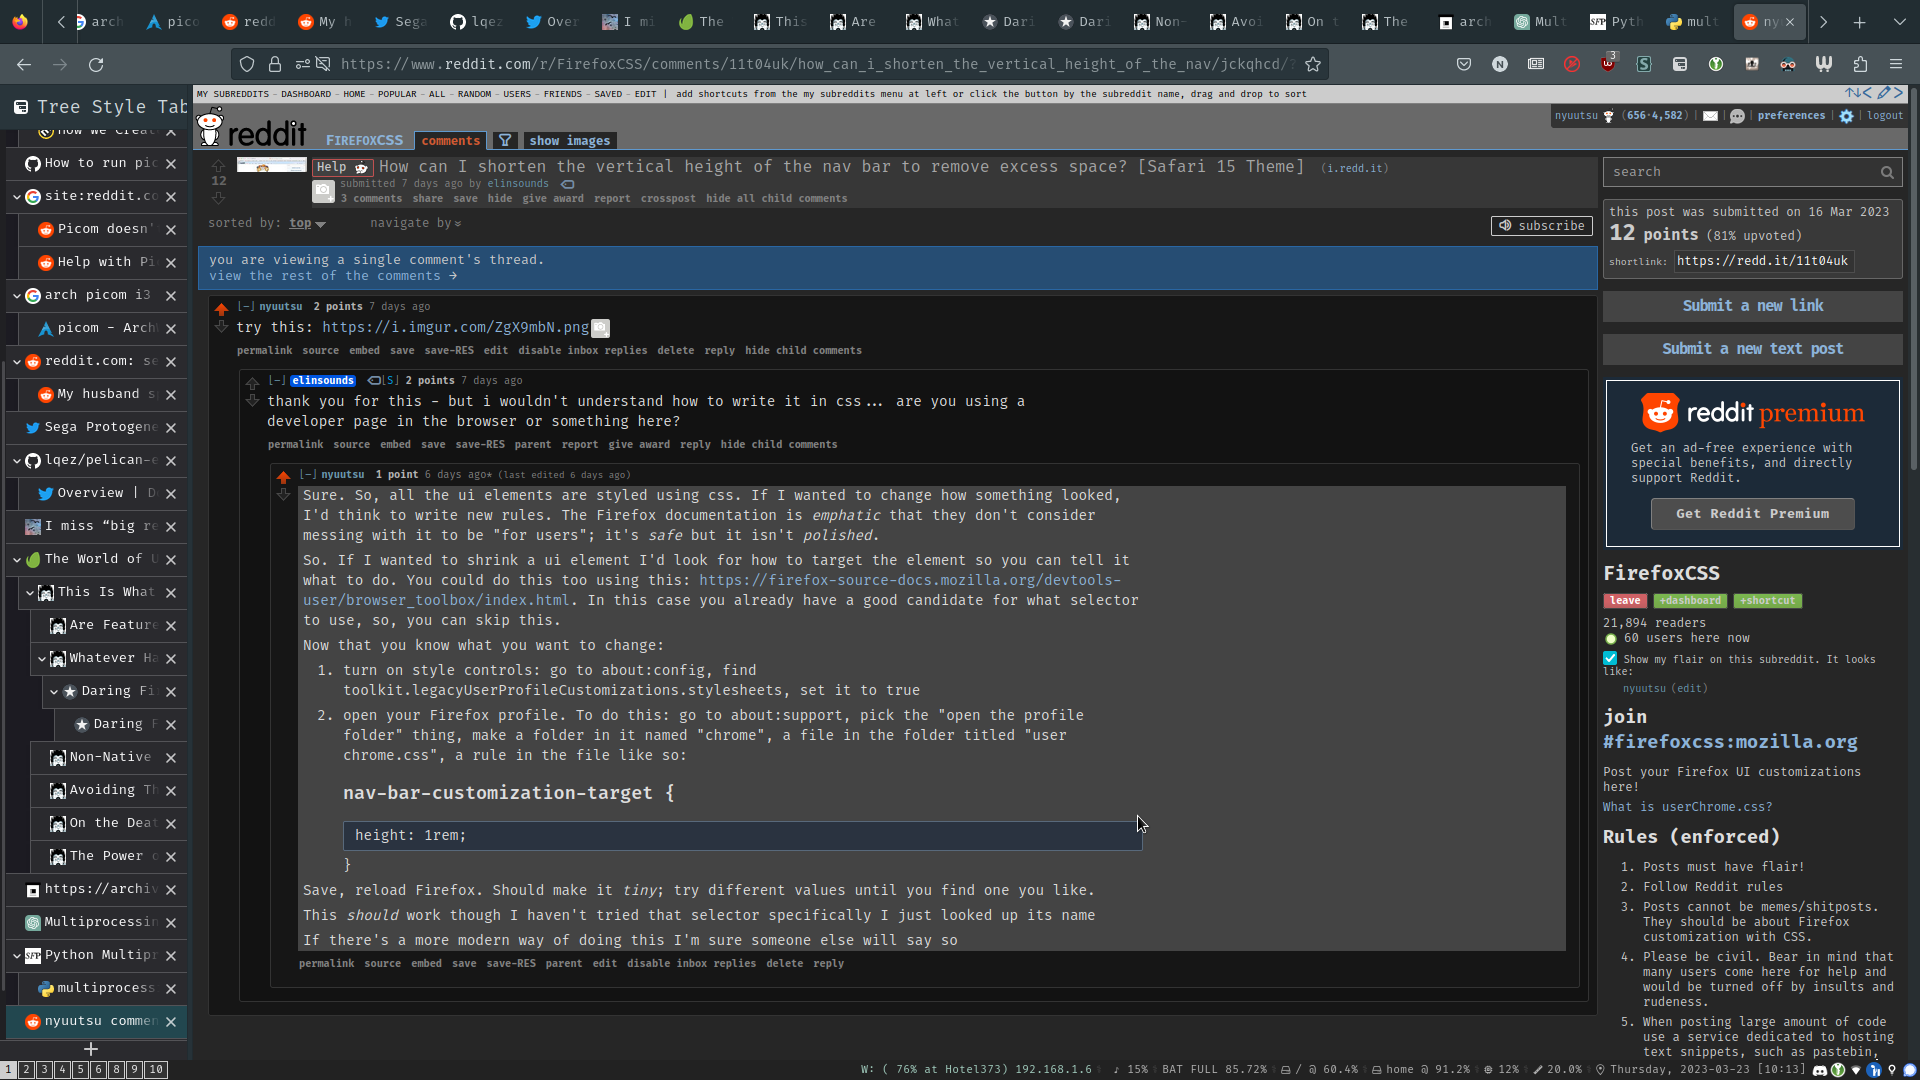 arch
pico
redd
My h
Sega
lqez
Over
I mi
The
This
Are
What
Dari
Dari
Non-
Avoi
On t
The
arch
Mult
Pyth
mult
ny
https://www.reddit.com/r/FirefoxCSS/comments/11t04uk/how_can_i_shorten_the_vertical_height_of_the_nav/jckqhcd/?
3
Tree Style Tab
How We Creat
How to run pic
site:reddit.co
Picom doesn'
Help with Pi
arch picom i3
picom - Arch
reddit.com: se
My husband s
Sega Protogene
lqez/pelican-e
Overview | D
I miss “big re
The World of U
This Is What
Are Feature
Whatever Ha
Daring Fi
Daring F
Non-Native
Avoiding Th
On the Deat
The Power o
https://archiv
Multiprocessin
Python Multipr
multiprocess
nyuutsu commen
MY SUBREDDITS - DASHBOARD - HOME - POPULAR - ALL - RANDOM - USERS - FRIENDS - SAVED - EDIT | add shortcuts from the my subreddits menu at left or click the button by the subreddit name, drag and drop to sort
reddit FIREFOXCSS comments show images
nyuutsu (656·4,582) | preferences | logout
12
Help How can I shorten the vertical height of the nav bar to remove excess space? [Safari 15 Theme] (i.redd.it)
submitted 7 days ago by elinsounds
3 comments share save hide give award report crosspost hide all child comments
sorted by: top navigate by
subscribe
you are viewing a single comment's thread.
view the rest of the comments →
[–] nyuutsu 2 points 7 days ago
try this: https://i.imgur.com/ZgX9mbN.png
permalink source embed save save-RES edit disable inbox replies delete reply hide child comments
[–] elinsounds [S] 2 points 7 days ago
thank you for this - but i wouldn't understand how to write it in css... are you using a
developer page in the browser or something here?
permalink source embed save save-RES parent report give award reply hide child comments
[–] nyuutsu 1 point 6 days ago* (last edited 6 days ago)
Sure. So, all the ui elements are styled using css. If I wanted to change how something looked,
I'd think to write new rules. The Firefox documentation is emphatic that they don't consider
messing with it to be "for users"; it's safe but it isn't polished.
So. If I wanted to shrink a ui element I'd look for how to target the element so you can tell it
what to do. You could do this too using this: https://firefox-source-docs.mozilla.org/devtools-
user/browser_toolbox/index.html. In this case you already have a good candidate for what selector
to use, so, you can skip this.
Now that you know what you want to change:
1. turn on style controls: go to about:config, find
toolkit.legacyUserProfileCustomizations.stylesheets, set it to true
2. open your Firefox profile. To do this: go to about:support, pick the "open the profile
folder" thing, make a folder in it named "chrome", a file in the folder titled "user
chrome.css", a rule in the file like so:
nav-bar-customization-target {
height: 1rem;
}
Save, reload Firefox. Should make it tiny; try different values until you find one you like.
This should work though I haven't tried that selector specifically I just looked up its name
If there's a more modern way of doing this I'm sure someone else will say so
permalink source embed save save-RES parent edit disable inbox replies delete reply
search
this post was submitted on 16 Mar 2023
12 points (81% upvoted)
shortlink: https://redd.it/11t04uk
Submit a new link
Submit a new text post
reddit premium
Get an ad-free experience with
special benefits, and directly
support Reddit.
Get Reddit Premium
FirefoxCSS
leave +dashboard +shortcut
21,894 readers
60 users here now
Show my flair on this subreddit. It looks
like:
nyuutsu (edit)
join
#firefoxcss:mozilla.org
Post your Firefox UI customizations
here!
What is userChrome.css?
Rules (enforced)
1. Posts must have flair!
2. Follow Reddit rules
3. Posts cannot be memes/shitposts.
They should be about Firefox
customization with CSS.
4. Please be civil. Bear in mind that
many users come here for help and
would be turned off by insults and
rudeness.
5. When posting large amount of code
use a service dedicated to hosting
text snippets, such as pastebin,
1 2 3 4 5 6 7 8 9 10
W: ( 76% at Hotel373) 192.168.1.6 ♪ 15% BAT FULL 85.72% / @ 60.4% home @ 91.2% 12% 20.0% Thursday, 2023-03-23 [10:13]